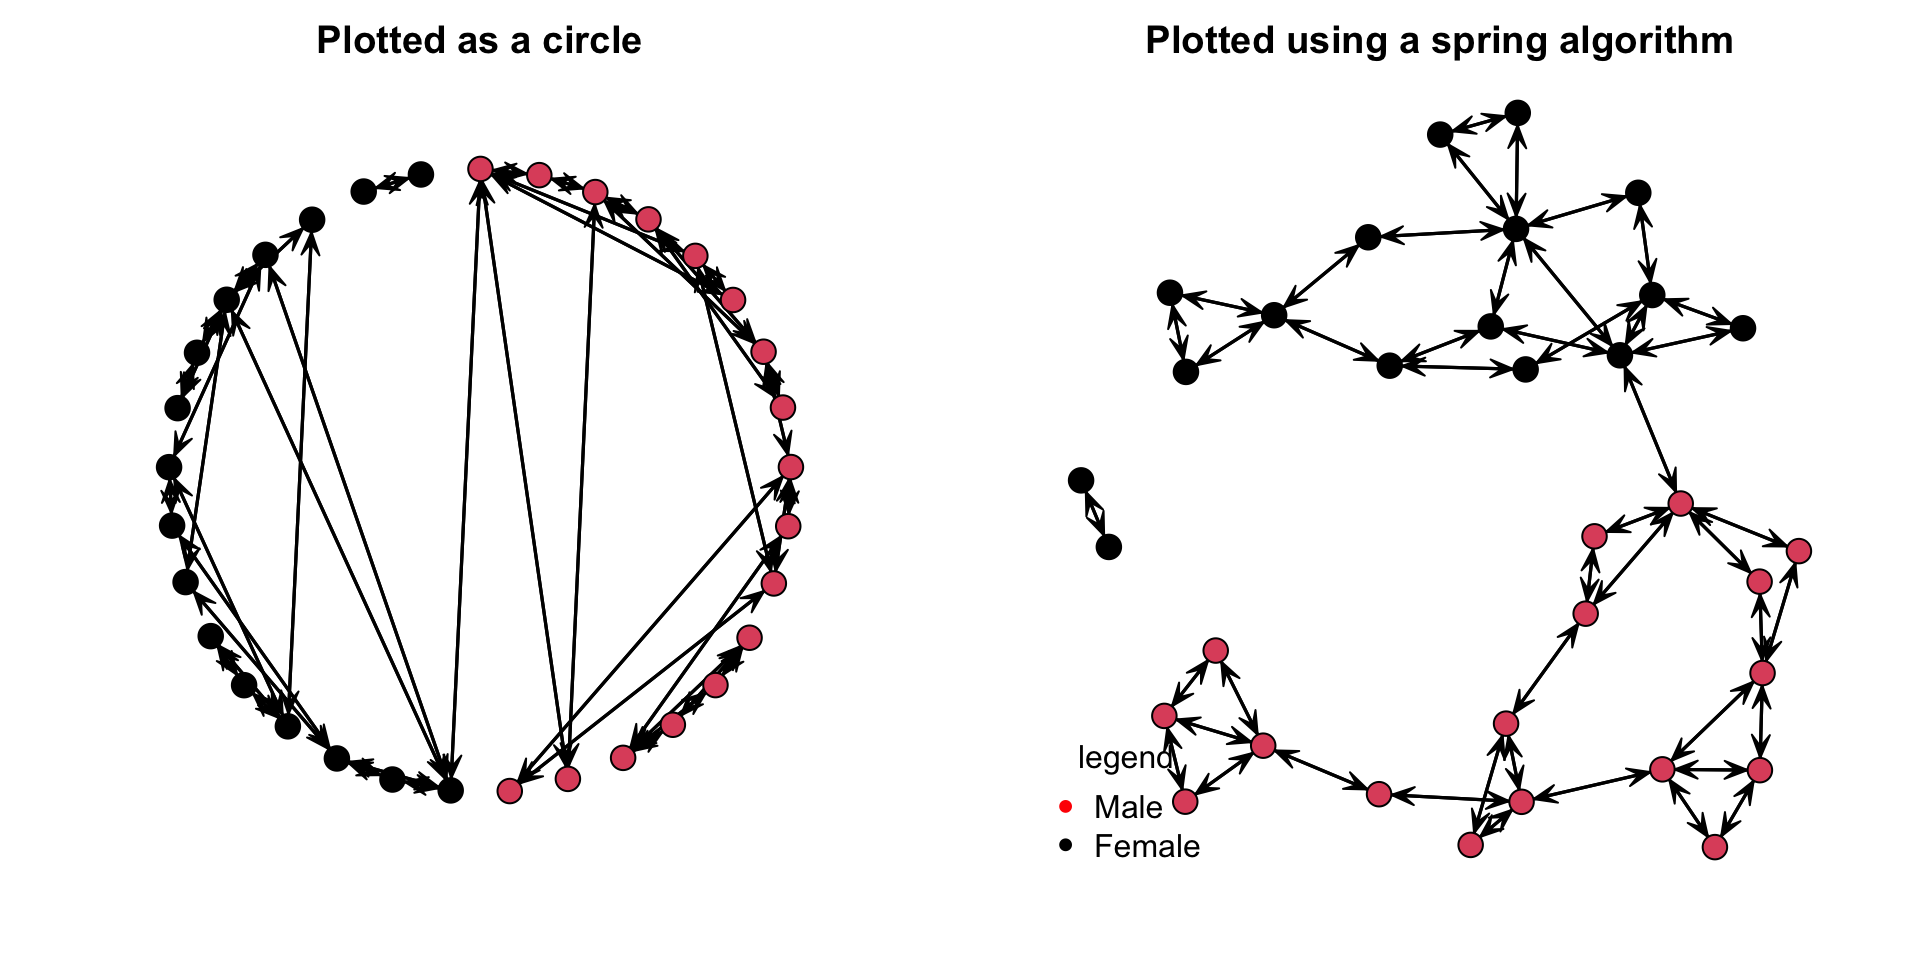 Plotted as a circle
Plotted using a spring algorithm
legend
Male
Female